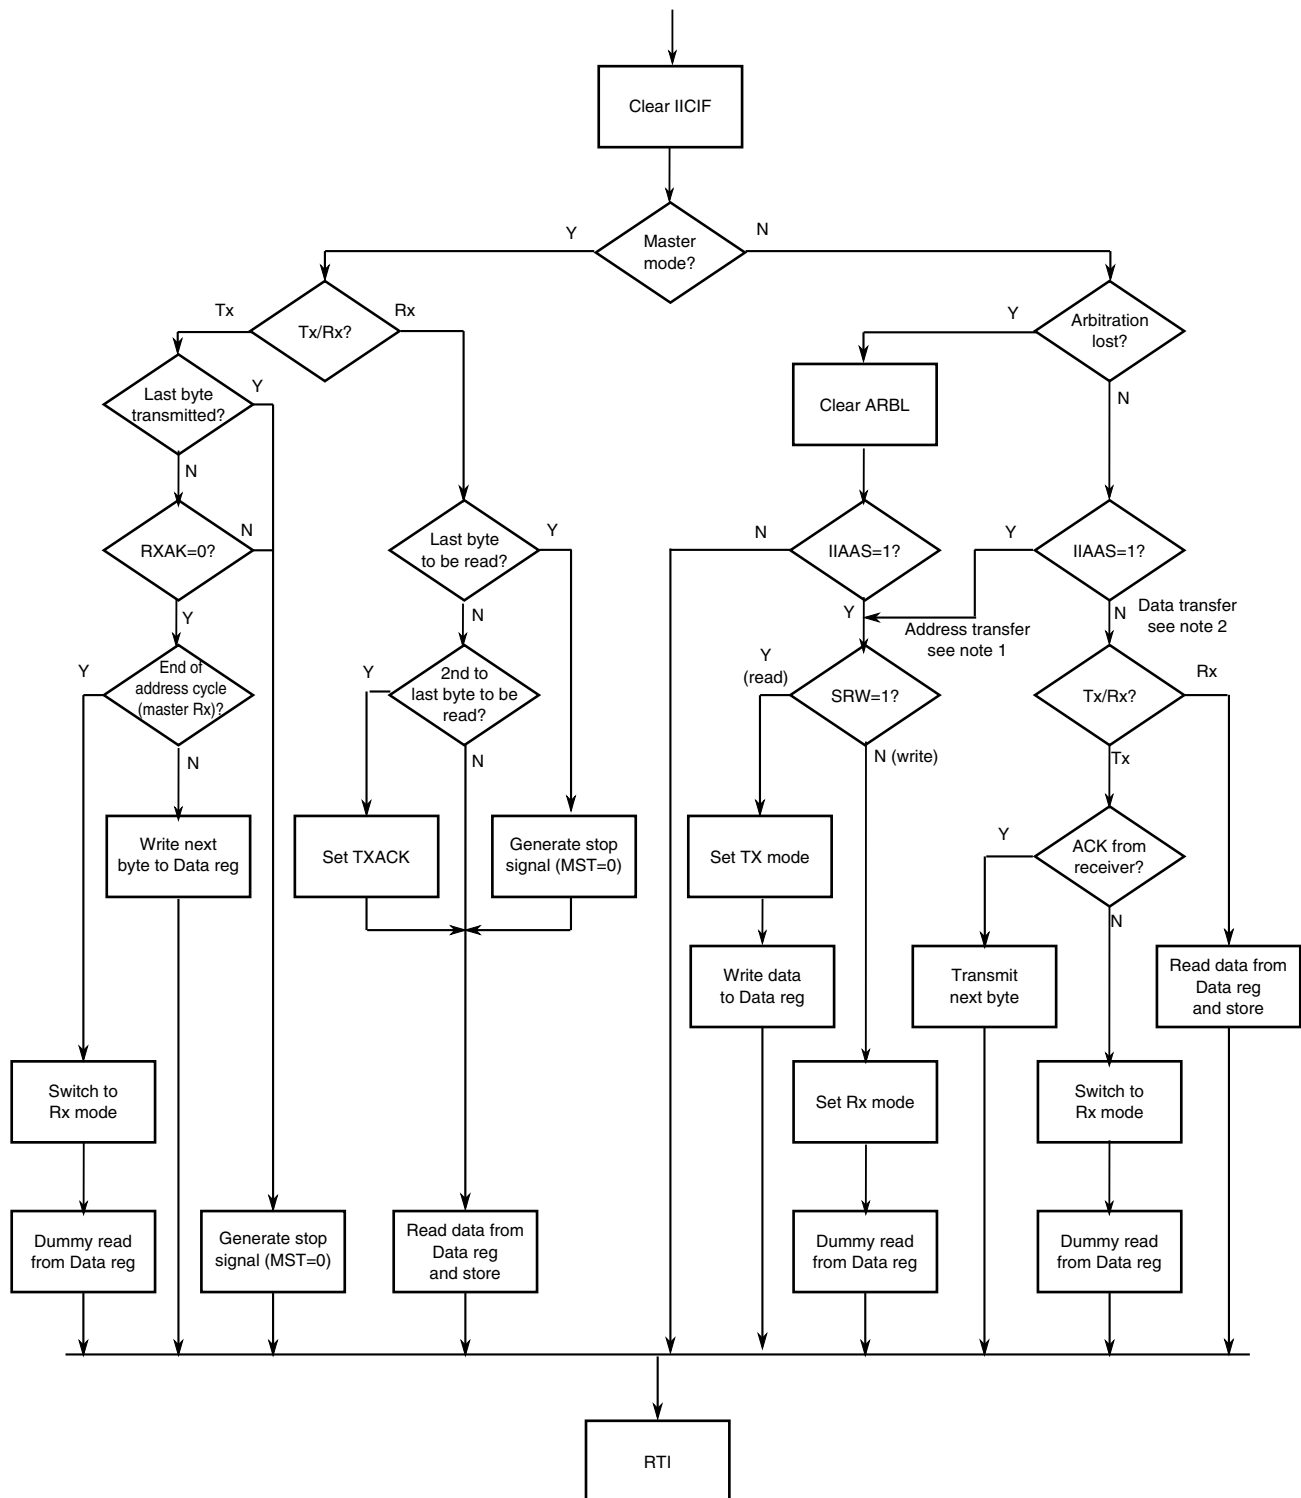 Clear IICIF
Y
Master
mode?
N
Tx
Tx/Rx?
Rx
Y
Arbitration
lost?
N
Last byte
transmitted?
Y
N
Clear ARBL
RXAK=0?
N
Y
Last byte
to be read?
Y
N
N
IIAAS=1?
Y
Y
IIAAS=1?
N
Data transfer
see note 2
Address transfer
see note 1
Y
End of
address cycle
(master Rx)?
N
Y
2nd to
last byte to be
read?
N
Y
(read)
SRW=1?
N (write)
Tx/Rx?
Rx
Tx
Write next
byte to Data reg
Set TXACK
Generate stop
signal (MST=0)
Set TX mode
Y
ACK from
receiver?
N
Write data
to Data reg
Transmit
next byte
Read data from
Data reg
and store
Switch to
Rx mode
Set Rx mode
Switch to
Rx mode
Dummy read
from Data reg
Generate stop
signal (MST=0)
Read data from
Data reg
and store
Dummy read
from Data reg
Dummy read
from Data reg
RTI